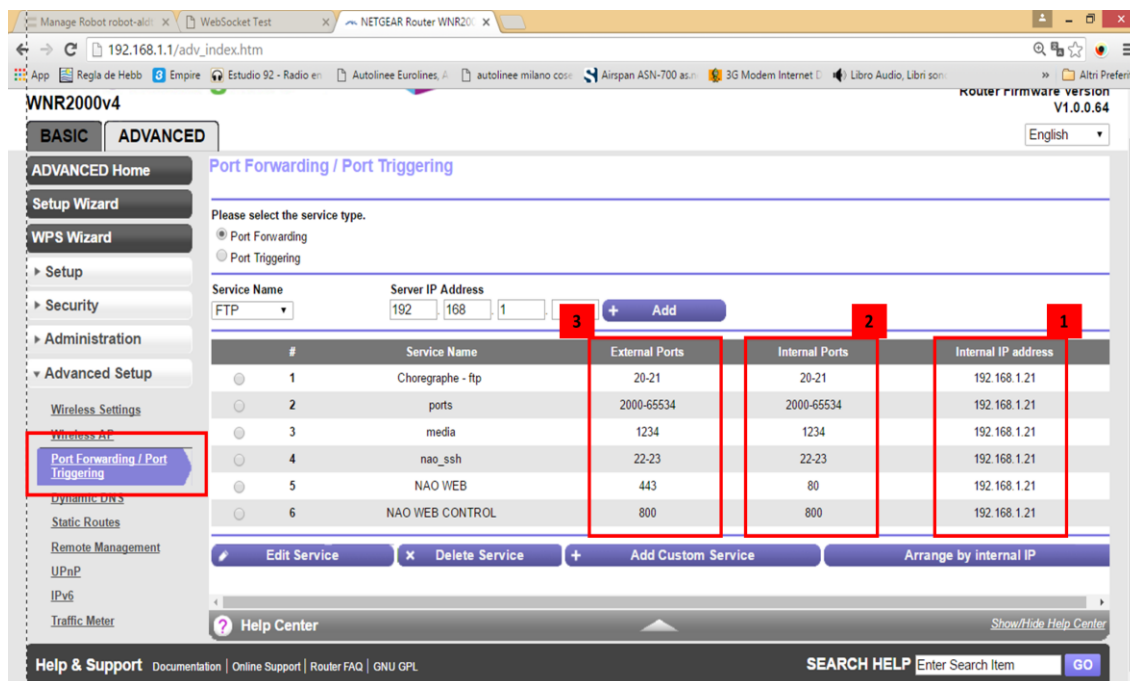 Manage Robot robot-ald WebSocket Test NETGEAR Router WNR200
192.168.1.1/adv_index.htm
App Regla de Hebb Empire Estudio 92 - Radio en Autolinee Eurolines, A autolinee milano cose Airspan ASN-700 as.n 3G Modem Internet D Libro Audio, Libri sono » Altri Preferi
WNR2000v4
Router Firmware Version
V1.0.0.64
BASIC ADVANCED English
ADVANCED Home
Setup Wizard
WPS Wizard
Setup
Security
Administration
Advanced Setup
Wireless Settings
Wireless AP
Port Forwarding / Port
Triggering
Dynamic DNS
Static Routes
Remote Management
UPnP
IPv6
Traffic Meter
Port Forwarding / Port Triggering
Please select the service type.
Port Forwarding
Port Triggering
Service Name Server IP Address
FTP 192 . 168 . 1 . + Add
3 2 1
# Service Name External Ports Internal Ports Internal IP address
1 Choregraphe - ftp 20-21 20-21 192.168.1.21
2 ports 2000-65534 2000-65534 192.168.1.21
3 media 1234 1234 192.168.1.21
4 nao_ssh 22-23 22-23 192.168.1.21
5 NAO WEB 443 80 192.168.1.21
6 NAO WEB CONTROL 800 800 192.168.1.21
Edit Service x Delete Service + Add Custom Service Arrange by internal IP
? Help Center Show/Hide Help Center
Help & Support Documentation | Online Support | Router FAQ | GNU GPL SEARCH HELP Enter Search Item GO